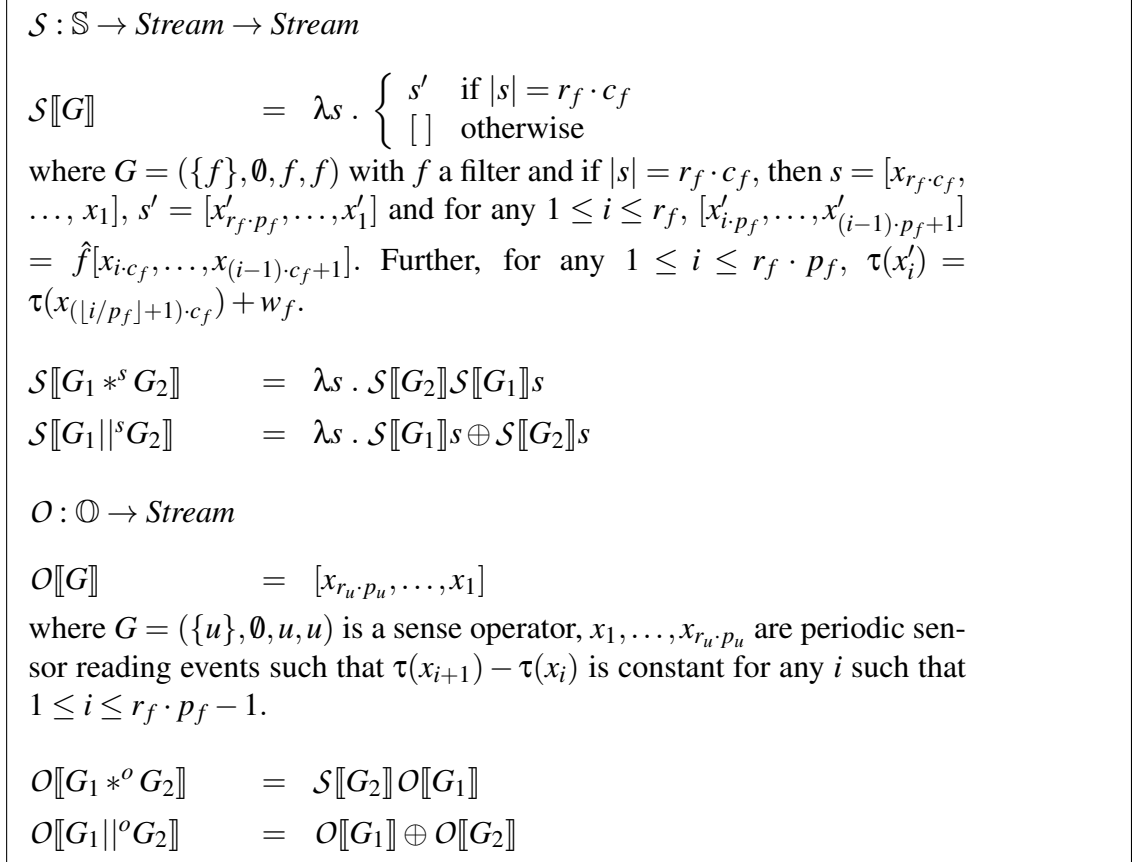 𝒮 : 𝕊 → Stream → Stream
𝒮⟦G⟧ = λs . { s′ if |s| = r_f · c_f
[ ] otherwise
where G = ({f}, ∅, f, f) with f a filter and if |s| = r_f · c_f, then s = [x_{r_f·c_f},
…, x_1], s′ = [x′_{r_f·p_f},…,x′_1] and for any 1 ≤ i ≤ r_f, [x′_{i·p_f},…,x′_{(i−1)·p_f+1}]
= f̂[x_{i·c_f},…,x_{(i−1)·c_f+1}]. Further, for any 1 ≤ i ≤ r_f · p_f, τ(x′_i) =
τ(x_{(⌊i/p_f⌋+1)·c_f}) + w_f.
𝒮⟦G_1 *^s G_2⟧ = λs . 𝒮⟦G_2⟧𝒮⟦G_1⟧s
𝒮⟦G_1||^sG_2⟧ = λs . 𝒮⟦G_1⟧s ⊕ 𝒮⟦G_2⟧s
𝒪 : 𝕆 → Stream
𝒪⟦G⟧ = [x_{r_u·p_u},…,x_1]
where G = ({u}, ∅, u, u) is a sense operator, x_1,…,x_{r_u·p_u} are periodic sen-
sor reading events such that τ(x_{i+1}) − τ(x_i) is constant for any i such that
1 ≤ i ≤ r_f · p_f − 1.
𝒪⟦G_1 *^o G_2⟧ = 𝒮⟦G_2⟧𝒪⟦G_1⟧
𝒪⟦G_1||^oG_2⟧ = 𝒪⟦G_1⟧ ⊕ 𝒪⟦G_2⟧